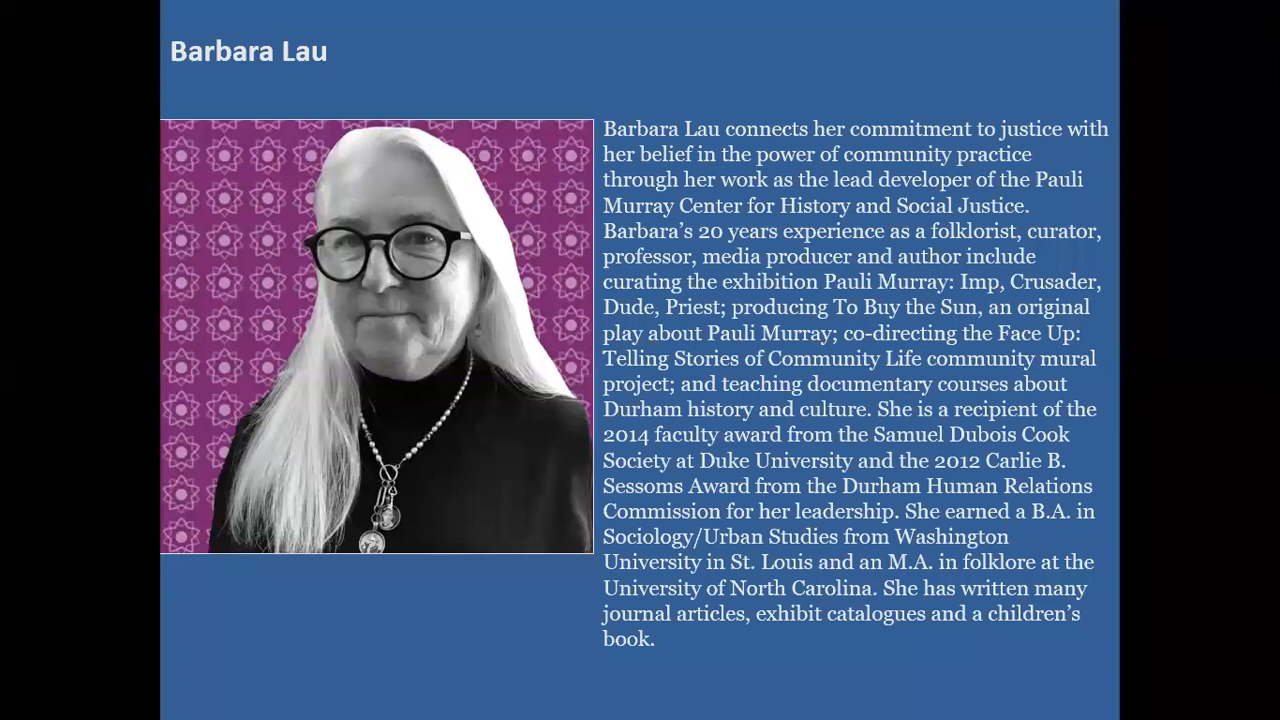 Barbara Lau
Barbara Lau connects her commitment to justice with
her belief in the power of community practice
through her work as the lead developer of the Pauli
Murray Center for History and Social Justice.
Barbara’s 20 years experience as a folklorist, curator,
professor, media producer and author include
curating the exhibition Pauli Murray: Imp, Crusader,
Dude, Priest; producing To Buy the Sun, an original
play about Pauli Murray; co-directing the Face Up:
Telling Stories of Community Life community mural
project; and teaching documentary courses about
Durham history and culture. She is a recipient of the
2014 faculty award from the Samuel Dubois Cook
Society at Duke University and the 2012 Carlie B.
Sessoms Award from the Durham Human Relations
Commission for her leadership. She earned a B.A. in
Sociology/Urban Studies from Washington
University in St. Louis and an M.A. in folklore at the
University of North Carolina. She has written many
journal articles, exhibit catalogues and a children’s
book.